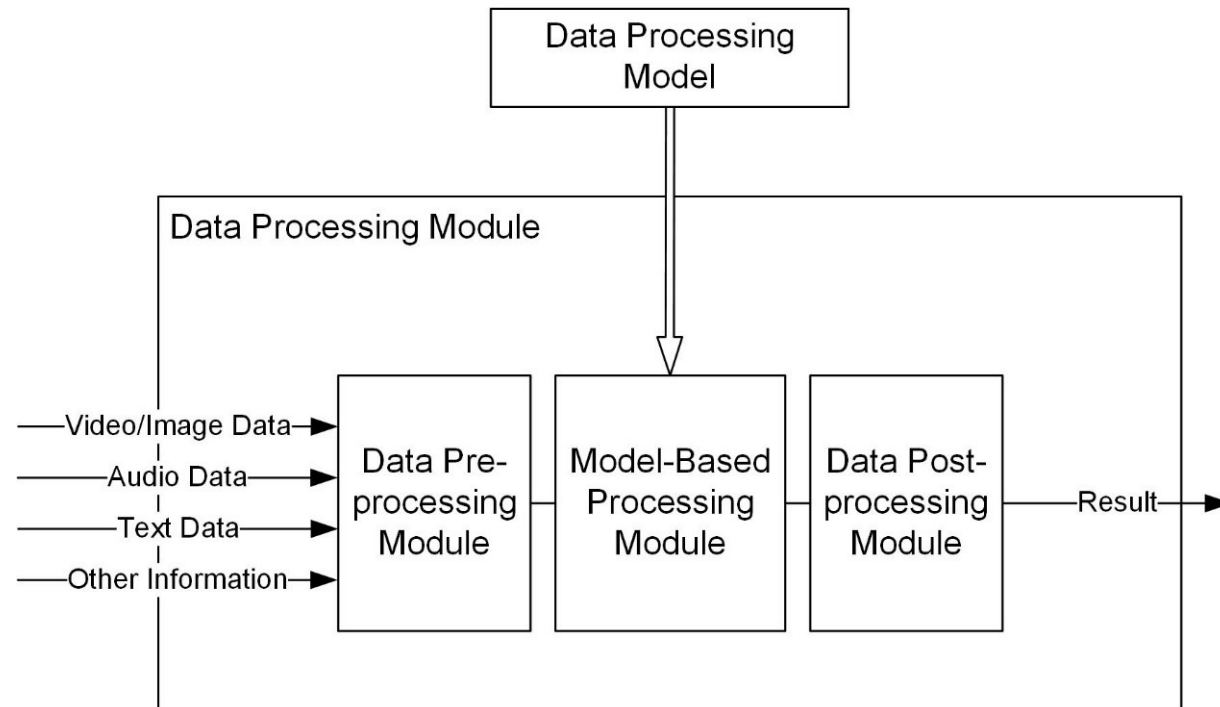 Data Processing
Model
Data Processing Module
Video/Image Data
Audio Data
Text Data
Other Information
Data Pre-
processing
Module
Model-Based
Processing
Module
Data Post-
processing
Module
Result